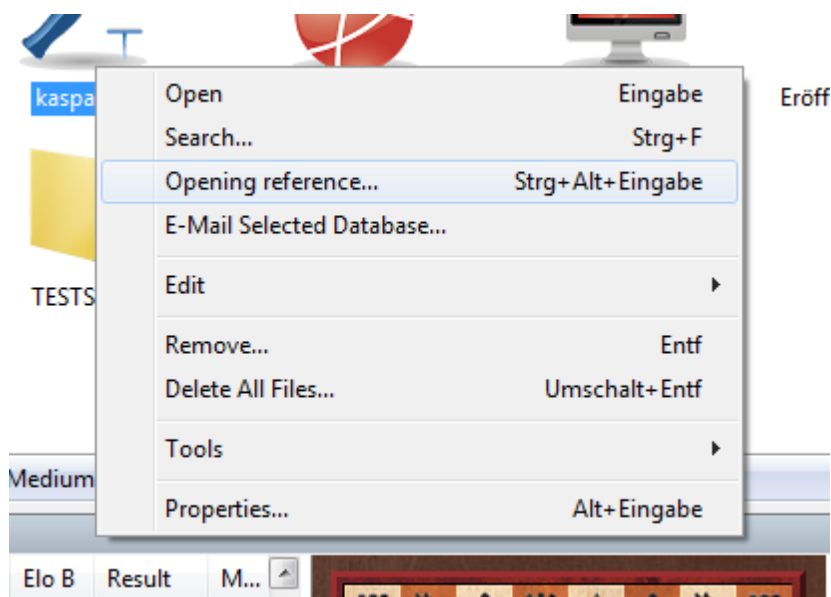 kaspa
Eröff
Open Eingabe
Search... Strg+F
Opening reference... Strg+Alt+Eingabe
E-Mail Selected Database...
TESTS
Edit
Remove... Entf
Delete All Files... Umschalt+Entf
Tools
Medium
Properties... Alt+Eingabe
Elo B Result M...